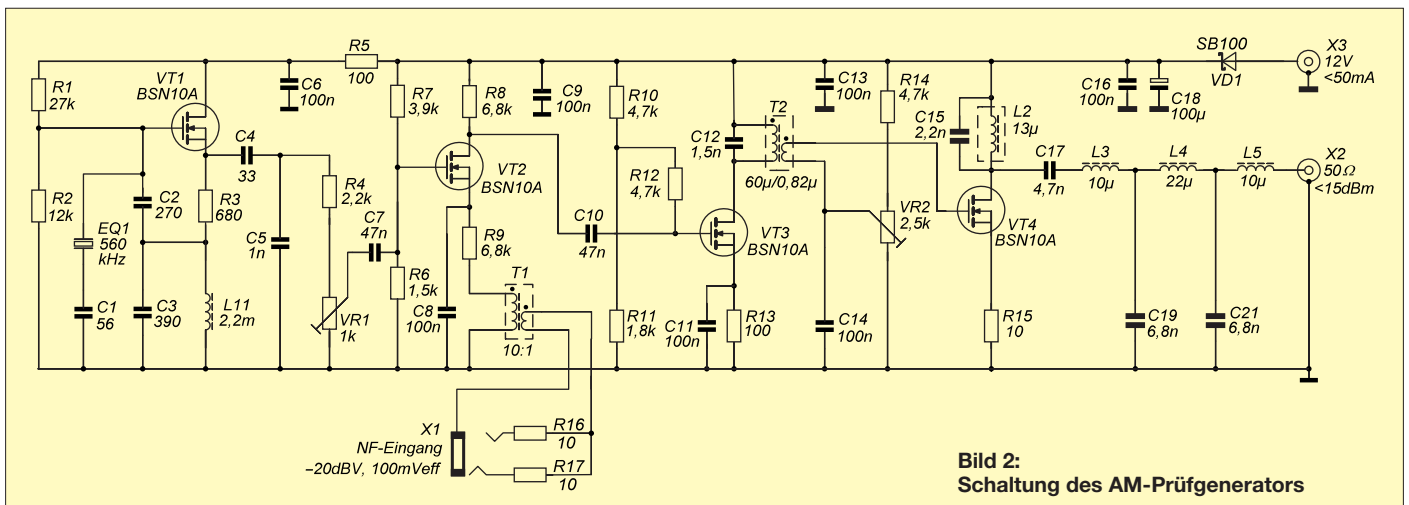 R1
27k
VT1
BSN10A
C6
100n
R5
100
R2
12k
EQ1
560
kHz
C1
56
C2
270
C3
390
R3
680
L11
2,2m
C4
33
C5
1n
R4
2,2k
VR1
1k
C7
47n
R7
3,9k
R6
1,5k
R8
6,8k
VT2
BSN10A
R9
6,8k
C8
100n
T1
10:1
C9
100n
C10
47n
R10
4,7k
R12
4,7k
R11
1,8k
C11
100n
R13
100
VT3
BSN10A
C12
1,5n
T2
60µ/0,82µ
C13
100n
R14
4,7k
VR2
2,5k
C14
100n
C15
2,2n
L2
13µ
VT4
BSN10A
R15
10
C16
100n
C18
100µ
SB100
VD1
X3
12V
<50mA
C17
4,7n
L3
10µ
L4
22µ
L5
10µ
X2
50Ω
<15dBm
C19
6,8n
C21
6,8n
X1
NF-Eingang
–20dBV, 100mVeff
R16
10
R17
10
Bild 2:
Schaltung des AM-Prüfgenerators